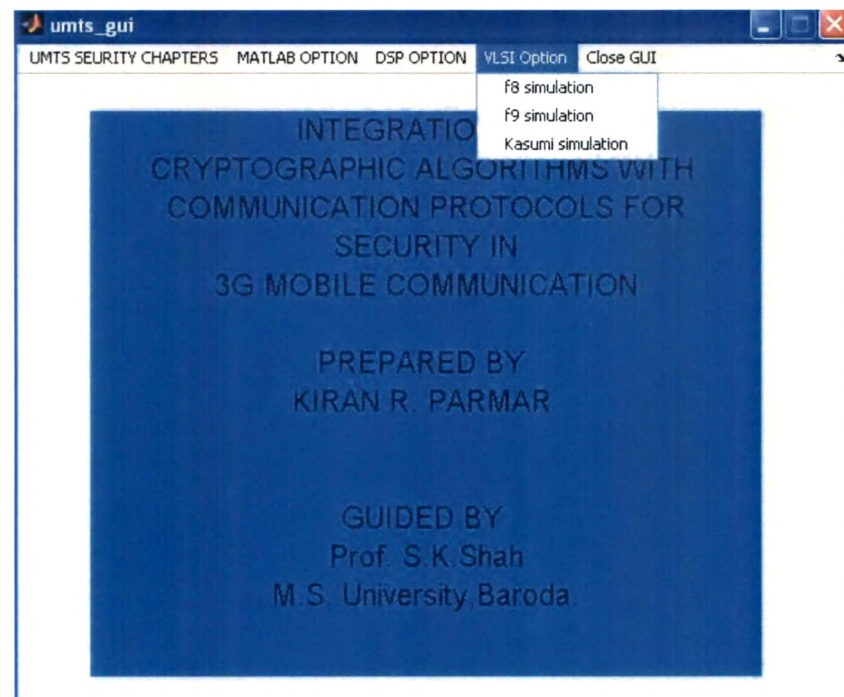 umts_gui
UMTS SEURITY CHAPTERS MATLAB OPTION DSP OPTION VLSI Option Close GUI
f8 simulation
f9 simulation
Kasumi simulation
CRYPTOGRAPHIC ALGORITHMS WITH
COMMUNICATION PROTOCOLS FOR
SECURITY IN
3G MOBILE COMMUNICATION
PREPARED BY
KIRAN R. PARMAR
GUIDED BY
Prof. S.K.Shah
M.S. University,Baroda.